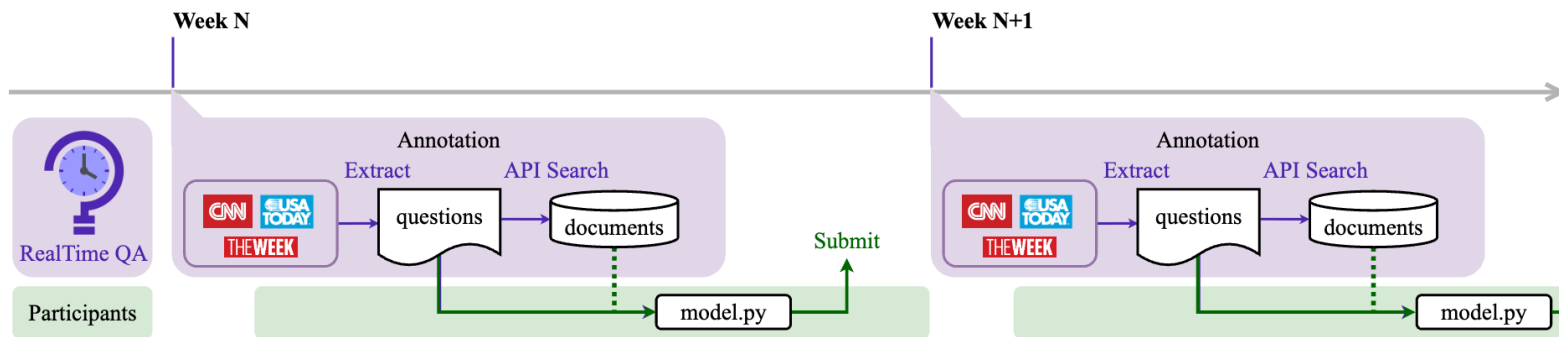 Week N
Week N+1
Annotation
Extract
API Search
CNN
USA
TODAY
THE WEEK
questions
documents
Submit
model.py
Annotation
Extract
API Search
CNN
USA
TODAY
THE WEEK
questions
documents
model.py
RealTime QA
Participants